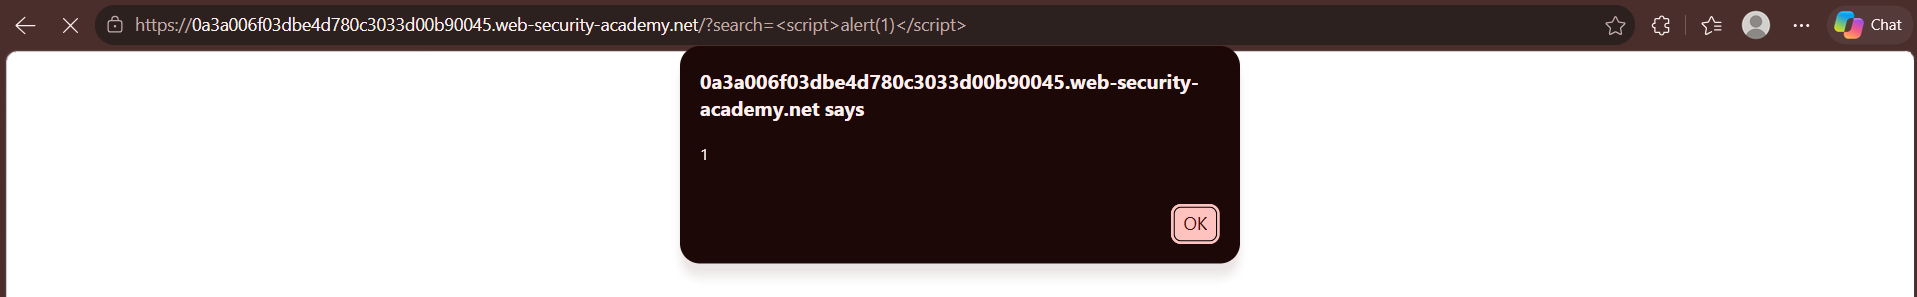 https://0a3a006f03dbe4d780c3033d00b90045.web-security-academy.net/?search=<script>alert(1)</script>
Chat
0a3a006f03dbe4d780c3033d00b90045.web-security-
academy.net says
1
OK